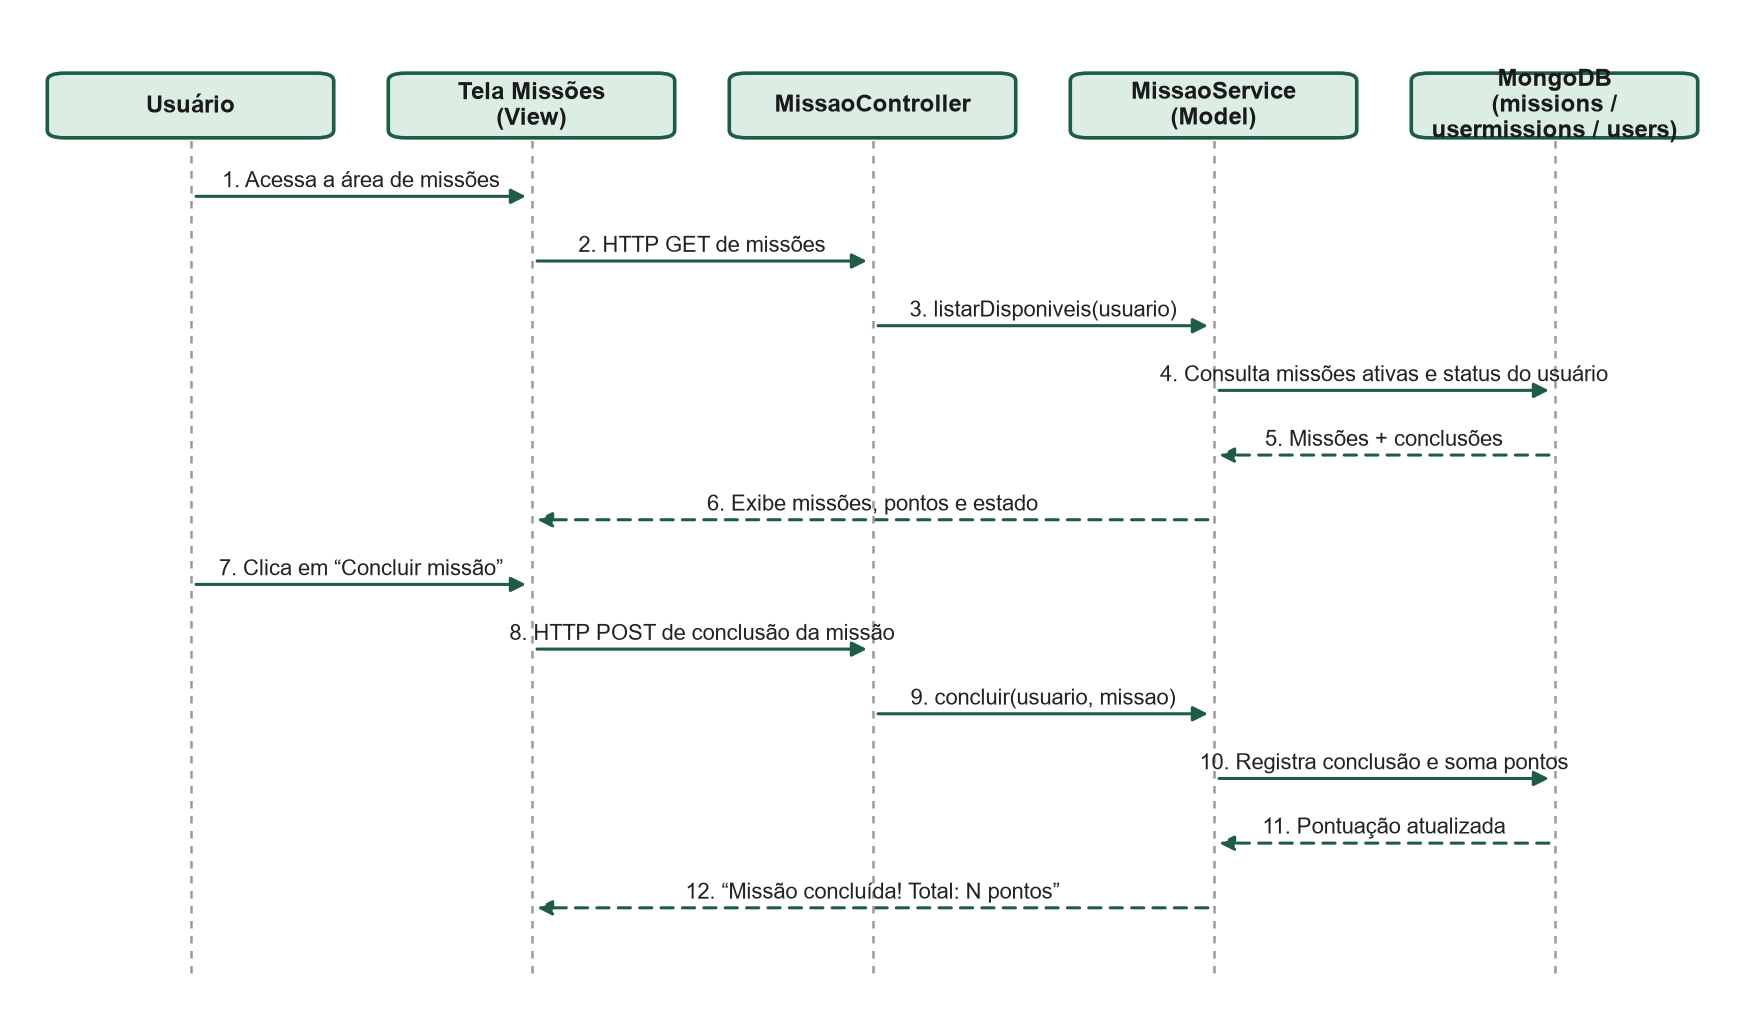 Usuário
Tela Missões
(View)
MissaoController
MissaoService
(Model)
MongoDB
(missions /
usermissions / users)
1. Acessa a área de missões
2. HTTP GET de missões
3. listarDisponiveis(usuario)
4. Consulta missões ativas e status do usuário
5. Missões + conclusões
6. Exibe missões, pontos e estado
7. Clica em “Concluir missão”
8. HTTP POST de conclusão da missão
9. concluir(usuario, missao)
10. Registra conclusão e soma pontos
11. Pontuação atualizada
12. “Missão concluída! Total: N pontos”